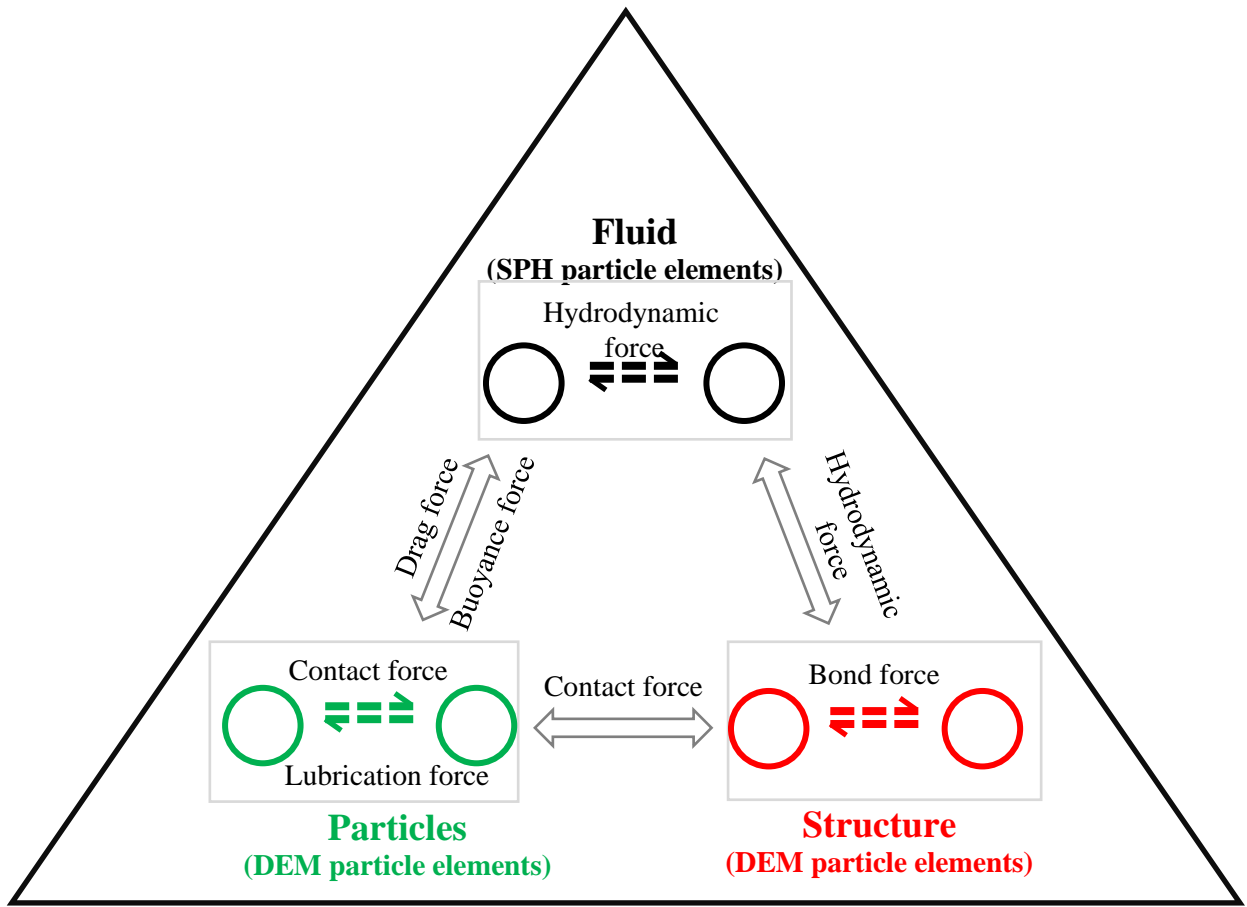 Fluid
(SPH particle elements)
Hydrodynamic
force
Drag force
Buoyance force
Hydrodynamic
force
Contact force
Lubrication force
Contact force
Bond force
Particles
(DEM particle elements)
Structure
(DEM particle elements)